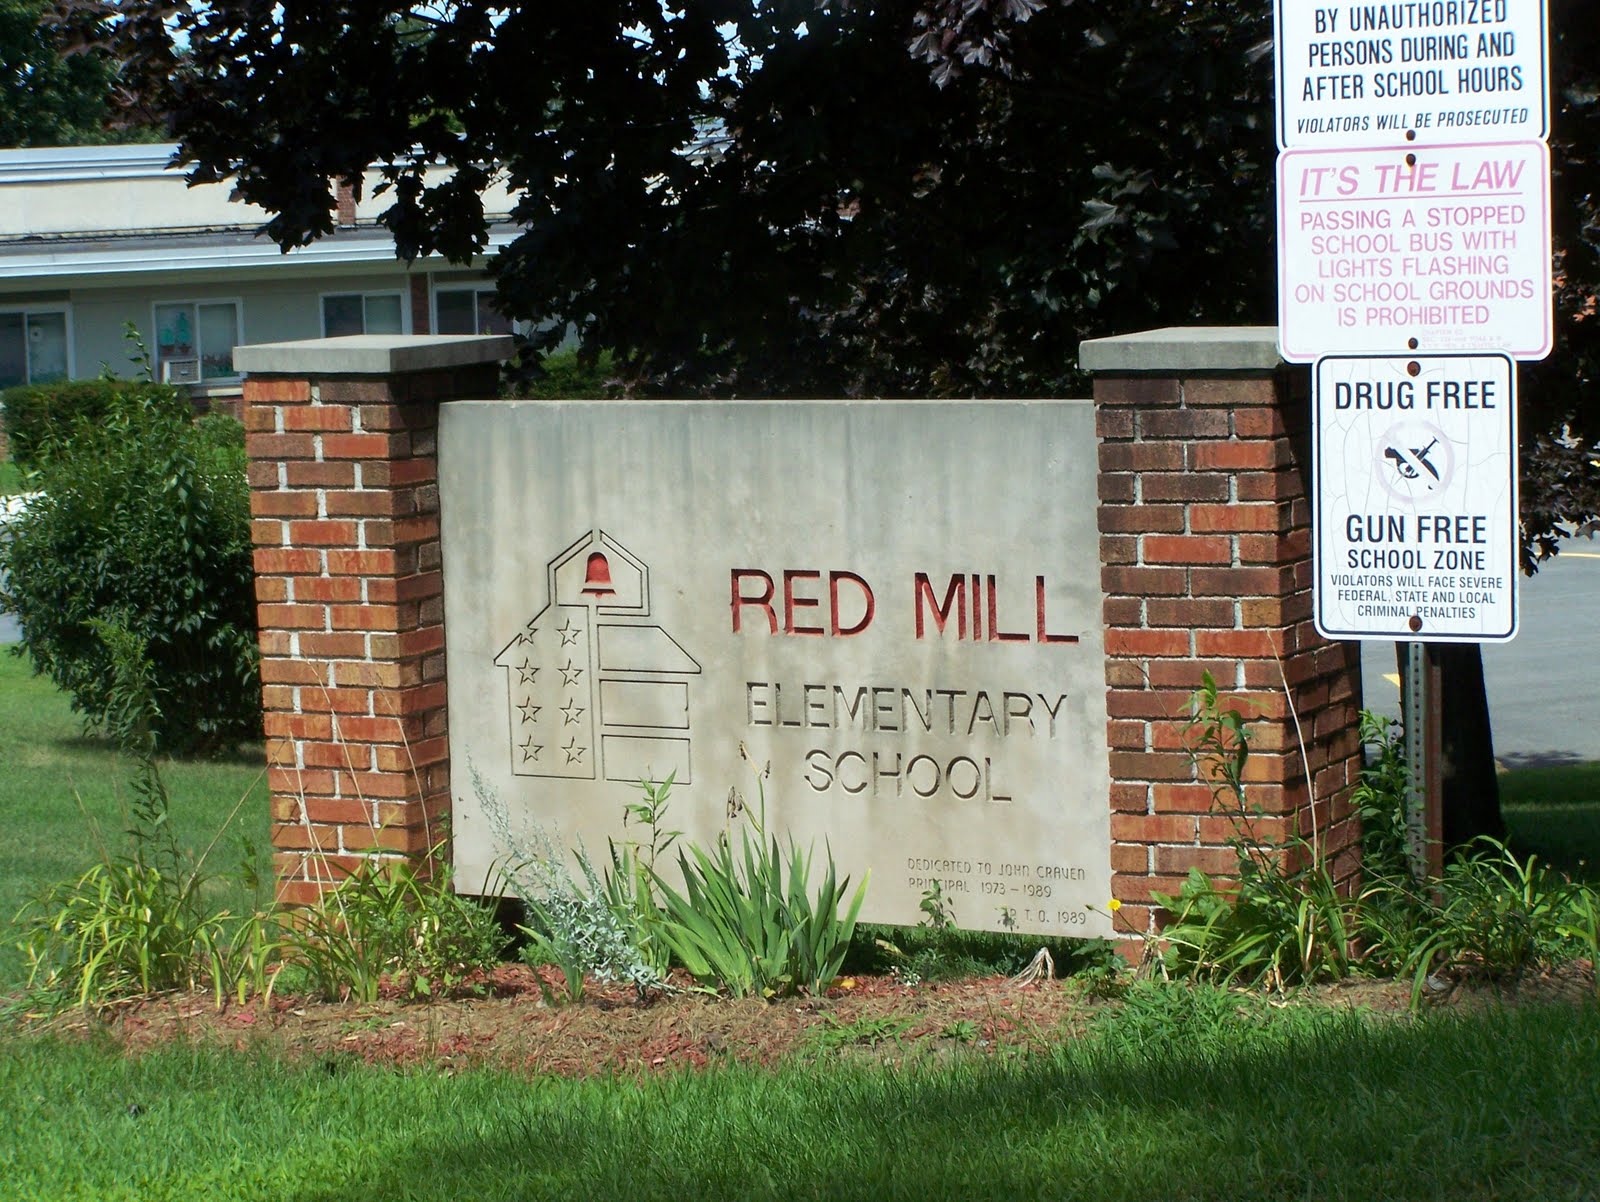 BY UNAUTHORIZED
PERSONS DURING AND
AFTER SCHOOL HOURS
VIOLATORS WILL BE PROSECUTED
IT'S THE LAW
PASSING A STOPPED
SCHOOL BUS WITH
LIGHTS FLASHING
ON SCHOOL GROUNDS
IS PROHIBITED
DRUG FREE
GUN FREE
SCHOOL ZONE
VIOLATORS WILL FACE SEVERE
FEDERAL, STATE AND LOCAL
CRIMINAL PENALTIES
RED MILL
ELEMENTARY
SCHOOL
DEDICATED TO JOHN CRAVEN
PRINCIPAL 1973 - 1989
P. T. O. 1989